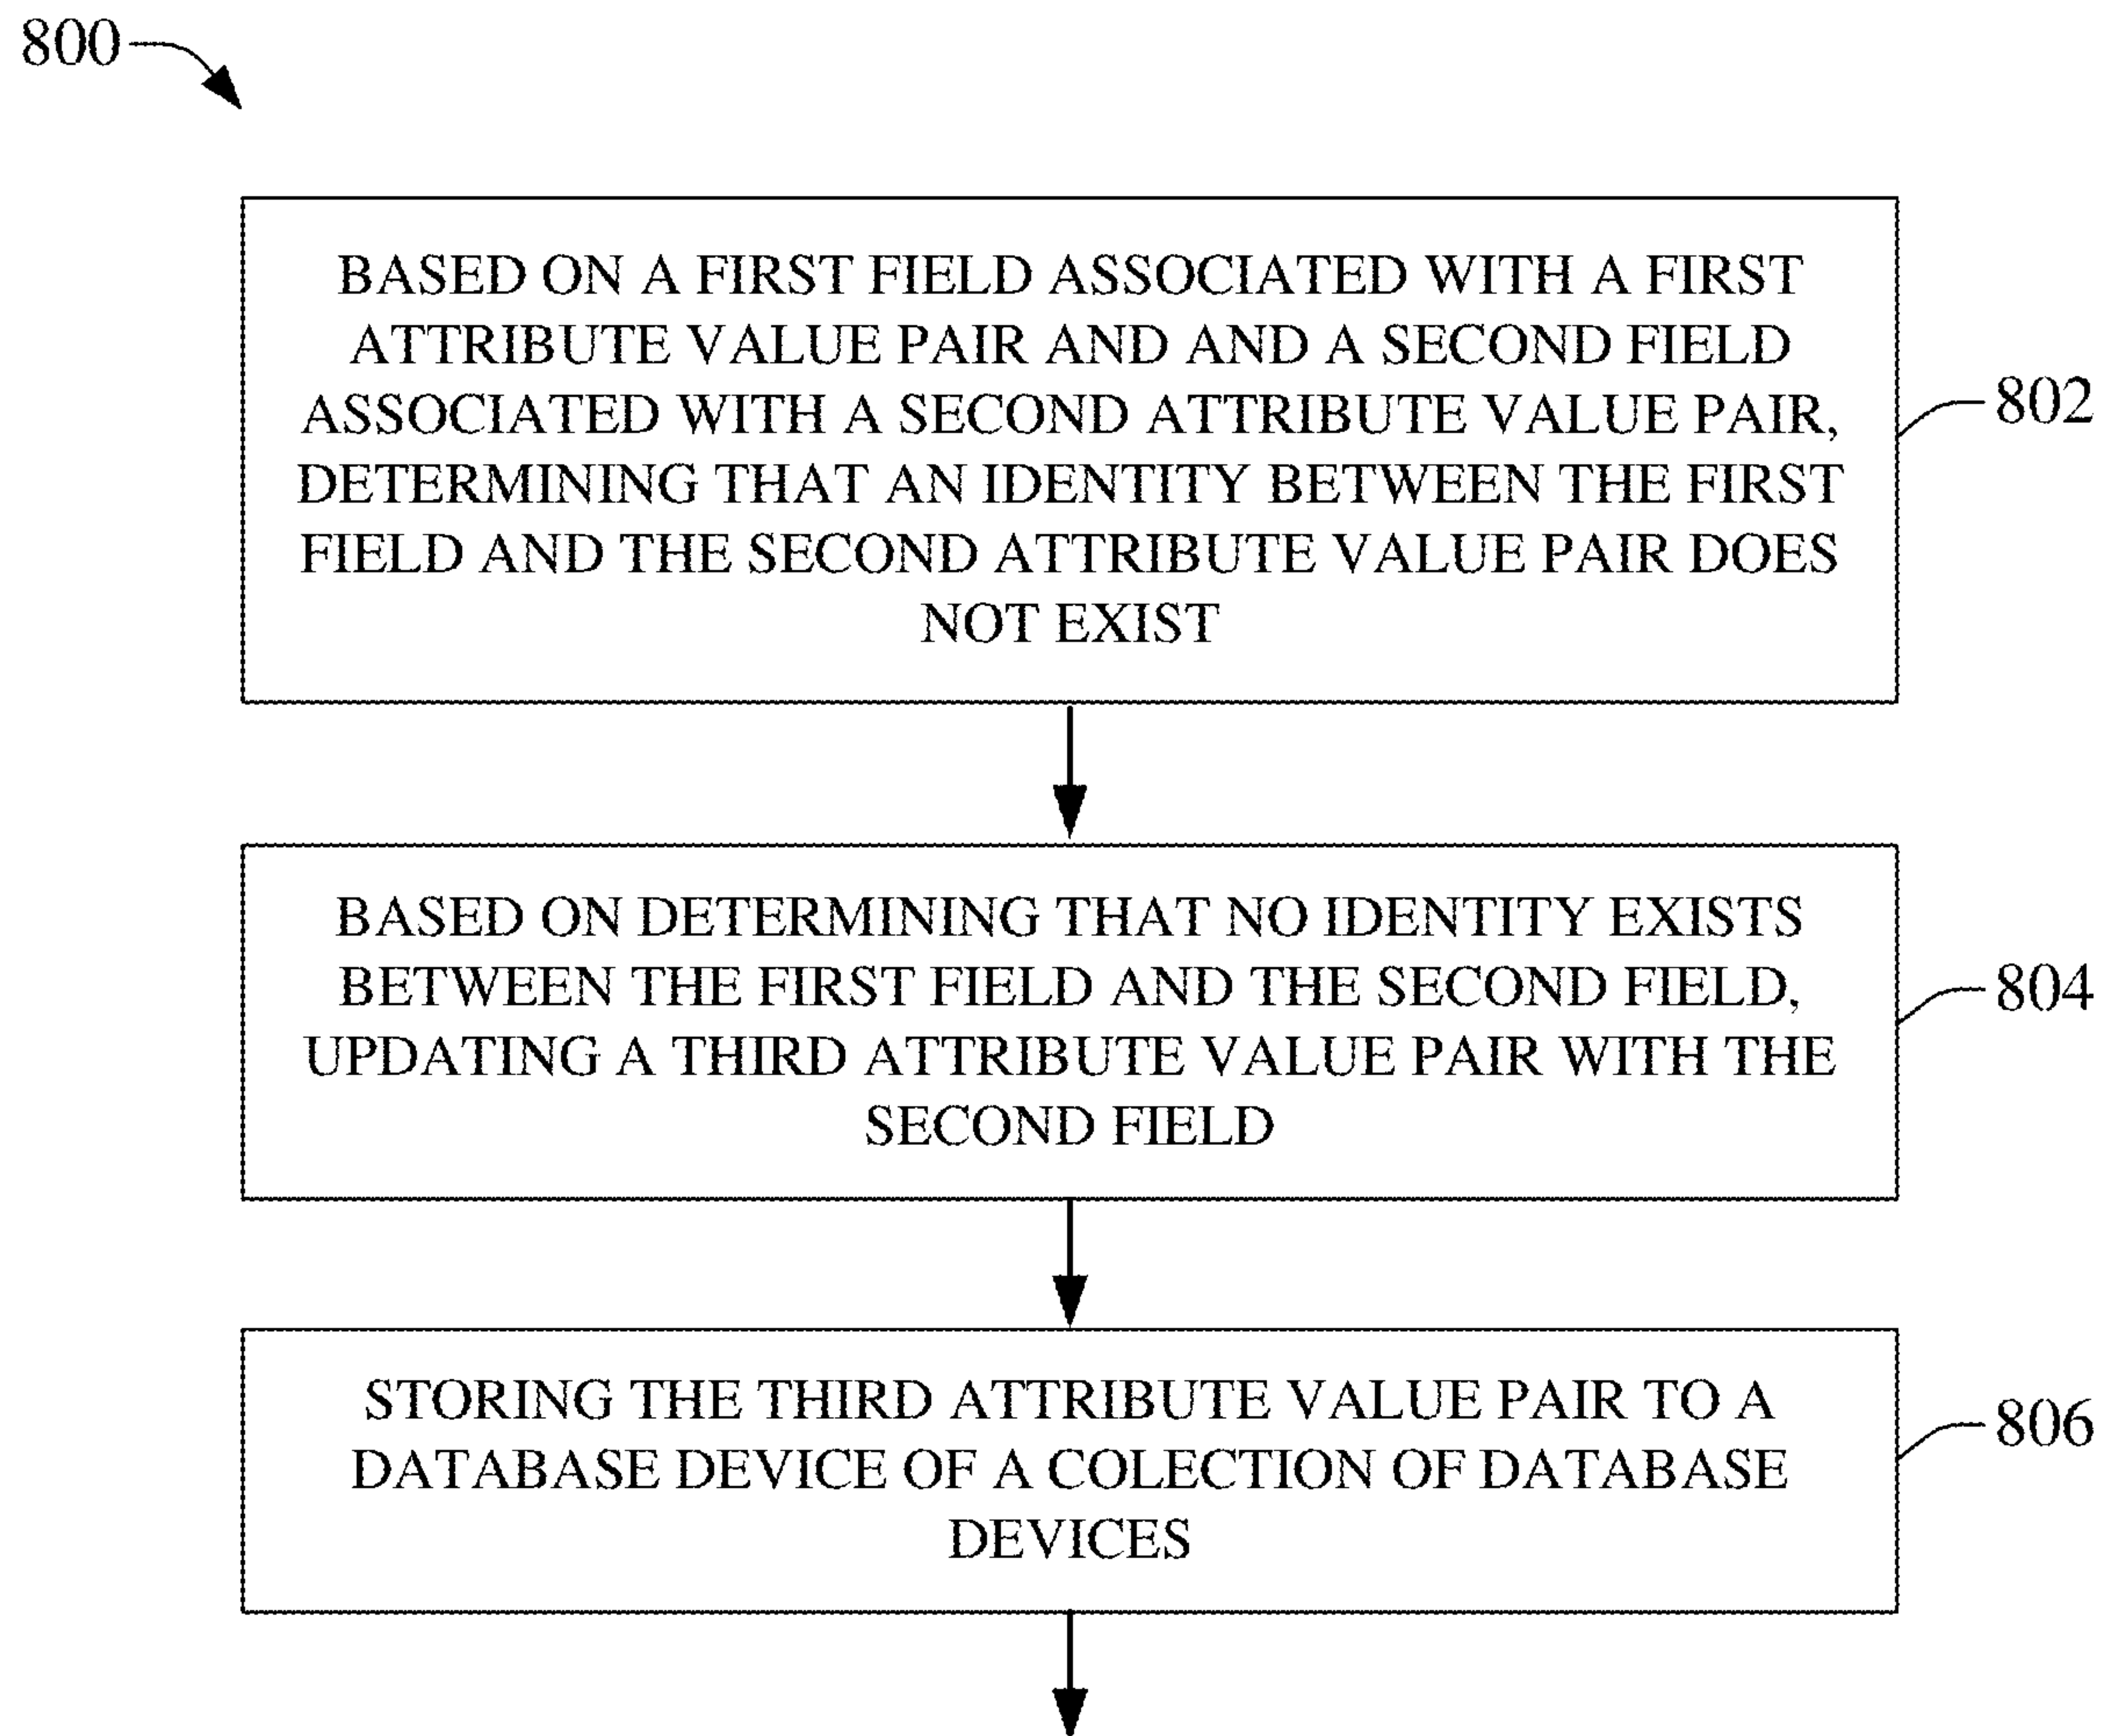 800
BASED ON A FIRST FIELD ASSOCIATED WITH A FIRST
ATTRIBUTE VALUE PAIR AND AND A SECOND FIELD
ASSOCIATED WITH A SECOND ATTRIBUTE VALUE PAIR,
DETERMINING THAT AN IDENTITY BETWEEN THE FIRST
FIELD AND THE SECOND ATTRIBUTE VALUE PAIR DOES
NOT EXIST
802
BASED ON DETERMINING THAT NO IDENTITY EXISTS
BETWEEN THE FIRST FIELD AND THE SECOND FIELD,
UPDATING A THIRD ATTRIBUTE VALUE PAIR WITH THE
SECOND FIELD
804
STORING THE THIRD ATTRIBUTE VALUE PAIR TO A
DATABASE DEVICE OF A COLECTION OF DATABASE
DEVICES
806